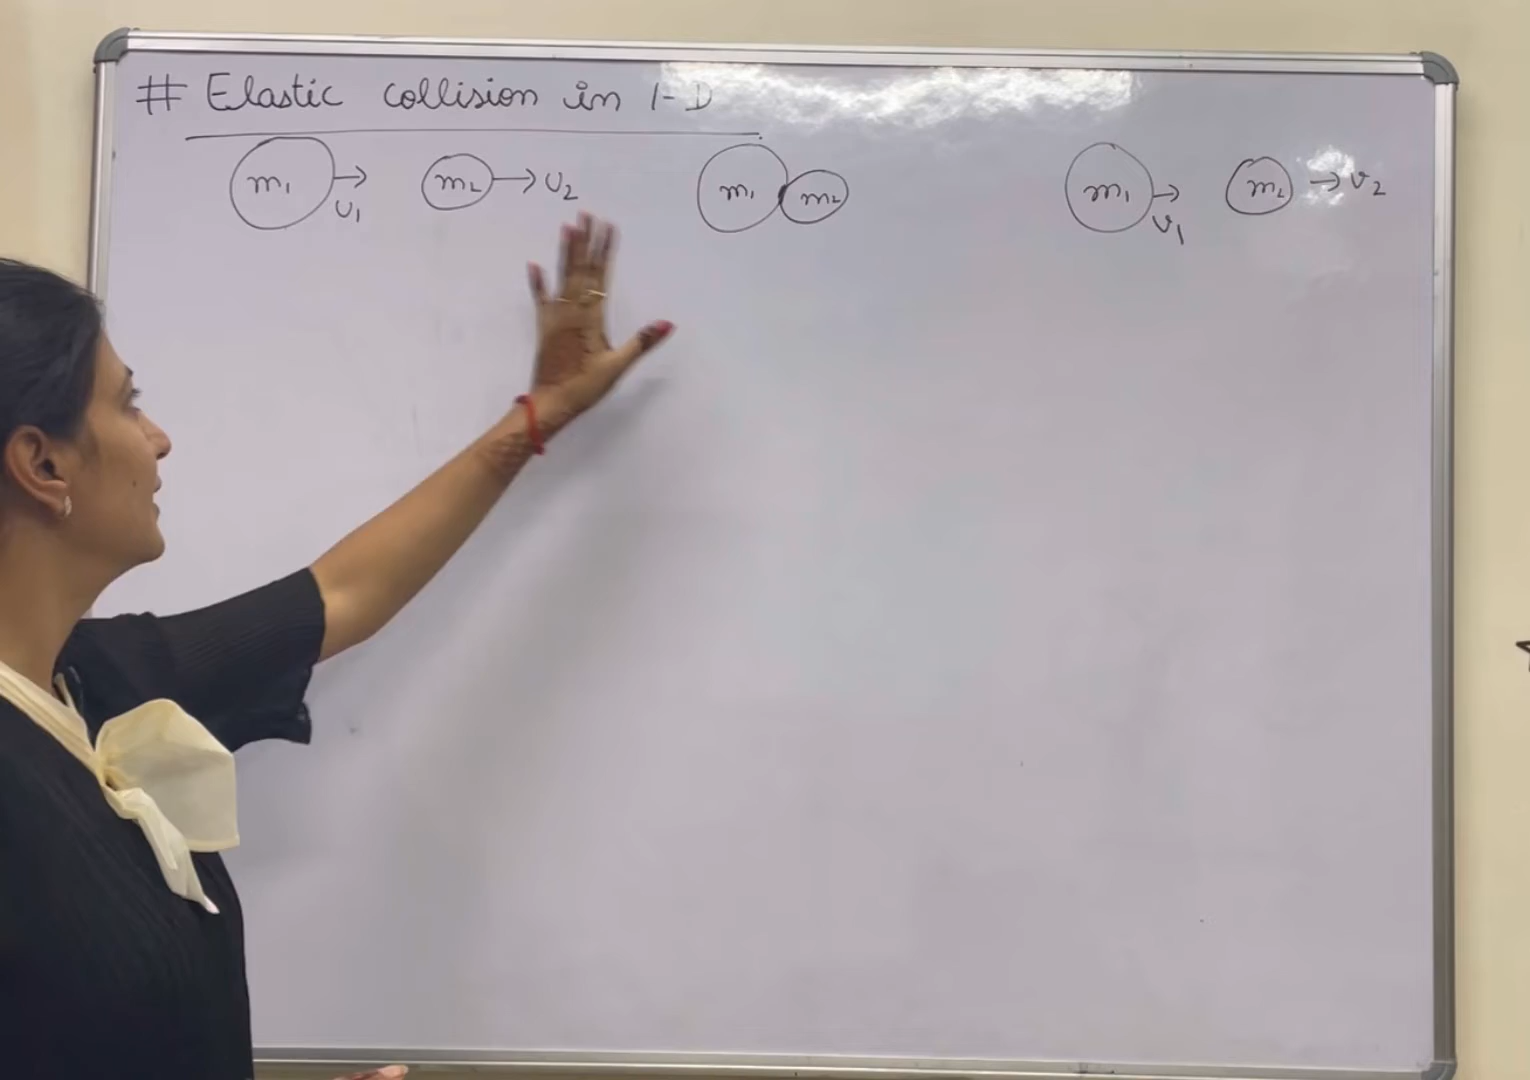 # Elastic collision in 1-D
m₁ → u₁ m₂ → u₂ m₁ m₂ m₁ → v₁ m₂ → v₂